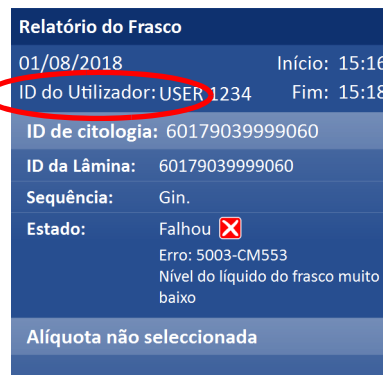 Relatório do Frasco
01/08/2018 Início: 15:16
ID do Utilizador: USER 1234 Fim: 15:18
ID de citologia: 60179039999060
ID da Lâmina: 60179039999060
Sequência: Gin.
Estado: Falhou
Erro: 5003-CM553
Nível do líquido do frasco muito
baixo
Alíquota não seleccionada